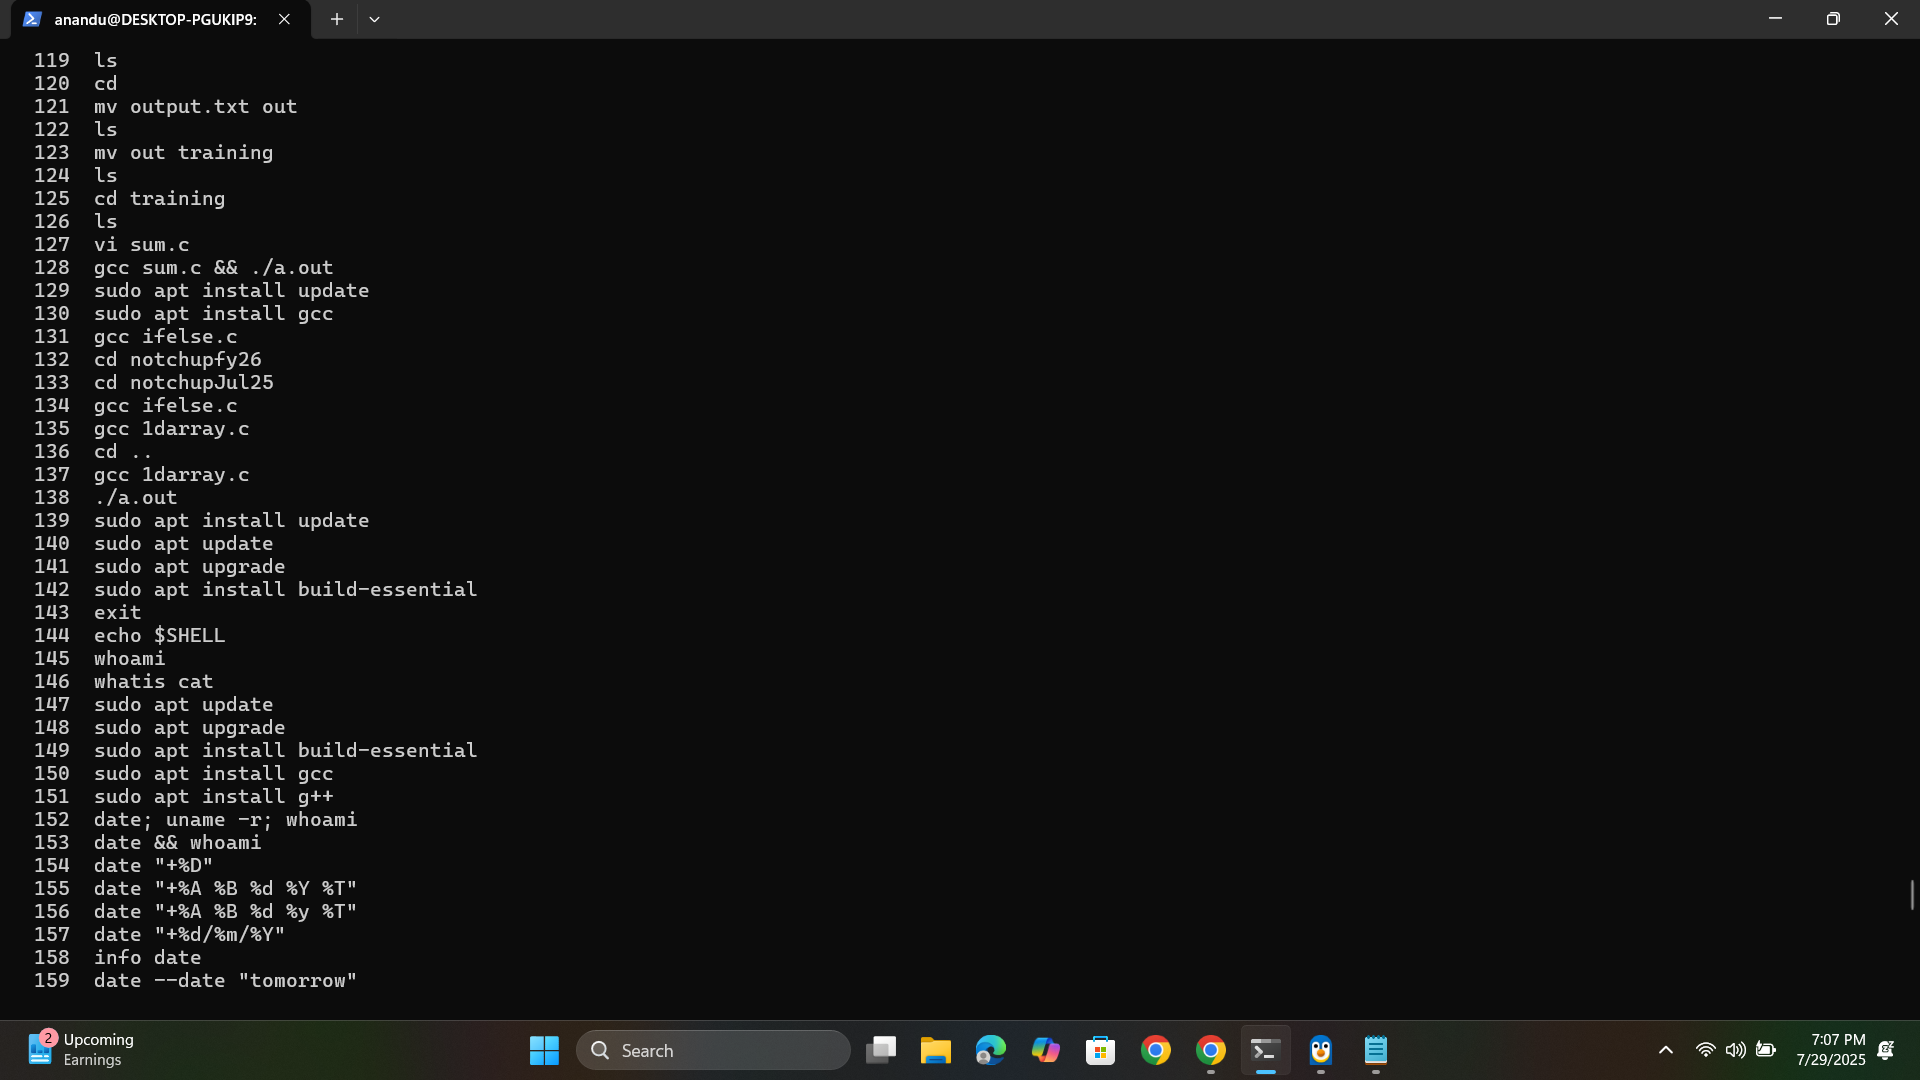 anandu@DESKTOP-PGUKIP9:
119 ls
120 cd
121 mv output.txt out
122 ls
123 mv out training
124 ls
125 cd training
126 ls
127 vi sum.c
128 gcc sum.c && ./a.out
129 sudo apt install update
130 sudo apt install gcc
131 gcc ifelse.c
132 cd notchupfy26
133 cd notchupJul25
134 gcc ifelse.c
135 gcc 1darray.c
136 cd ..
137 gcc 1darray.c
138 ./a.out
139 sudo apt install update
140 sudo apt update
141 sudo apt upgrade
142 sudo apt install build-essential
143 exit
144 echo $SHELL
145 whoami
146 whatis cat
147 sudo apt update
148 sudo apt upgrade
149 sudo apt install build-essential
150 sudo apt install gcc
151 sudo apt install g++
152 date; uname -r; whoami
153 date && whoami
154 date "+%D"
155 date "+%A %B %d %Y %T"
156 date "+%A %B %d %y %T"
157 date "+%d/%m/%Y"
158 info date
159 date --date "tomorrow"
2
Upcoming
Earnings
Search
7:07 PM
7/29/2025